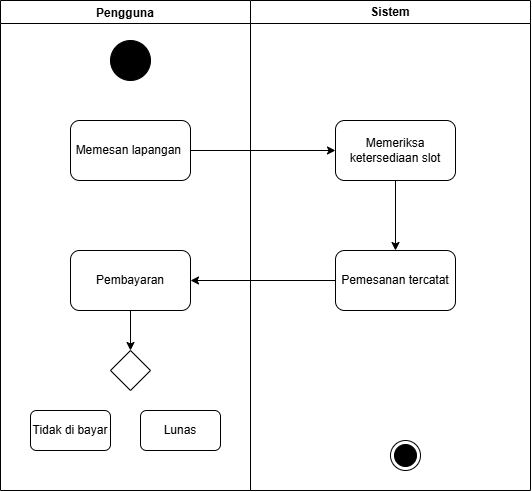 Pengguna
Sistem
Memesan lapangan
Memeriksa
ketersediaan slot
Pembayaran
Pemesanan tercatat
Tidak di bayar
Lunas